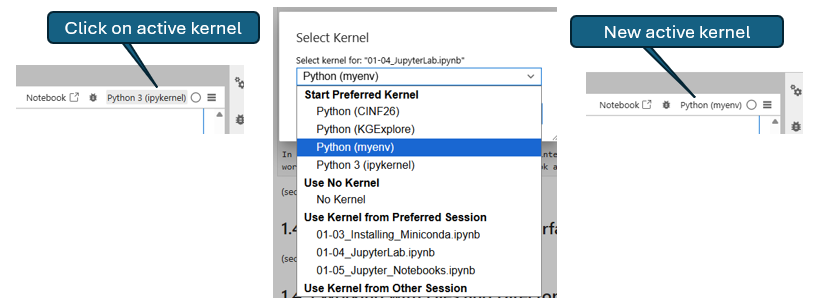 Click on active kernel
Notebook
Python 3 (ipykernel)
Select Kernel
Select kernel for: "01-04_JupyterLab.ipynb"
Python (myenv)
Start Preferred Kernel
Python (CINF26)
Python (KGExplore)
Python (myenv)
Python 3 (ipykernel)
Use No Kernel
No Kernel
Use Kernel from Preferred Session
01-03_Installing_Miniconda.ipynb
01-04_JupyterLab.ipynb
01-05_Jupyter_Notebooks.ipynb
Use Kernel from Other Session
New active kernel
Notebook
Python (myenv)